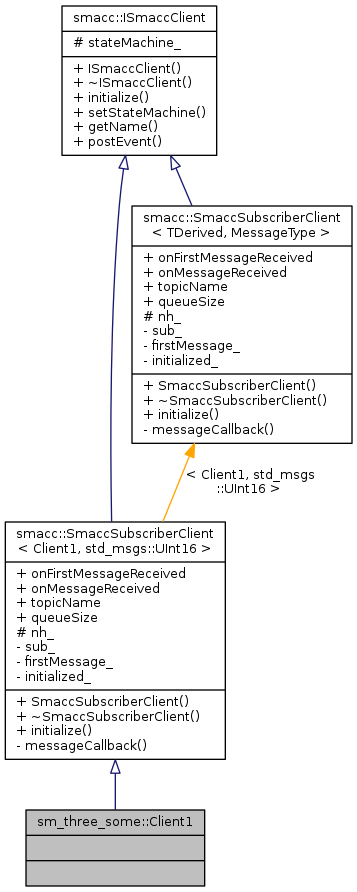 smacc::ISmaccClient
# stateMachine_
+ ISmaccClient()
+ ~ISmaccClient()
+ initialize()
+ setStateMachine()
+ getName()
+ postEvent()
smacc::SmaccSubscriberClient
< TDerived, MessageType >
+ onFirstMessageReceived
+ onMessageReceived
+ topicName
+ queueSize
# nh_
- sub_
- firstMessage_
- initialized_
+ SmaccSubscriberClient()
+ ~SmaccSubscriberClient()
+ initialize()
- messageCallback()
< Client1, std_msgs
::UInt16 >
smacc::SmaccSubscriberClient
< Client1, std_msgs::UInt16 >
+ onFirstMessageReceived
+ onMessageReceived
+ topicName
+ queueSize
# nh_
- sub_
- firstMessage_
- initialized_
+ SmaccSubscriberClient()
+ ~SmaccSubscriberClient()
+ initialize()
- messageCallback()
sm_three_some::Client1